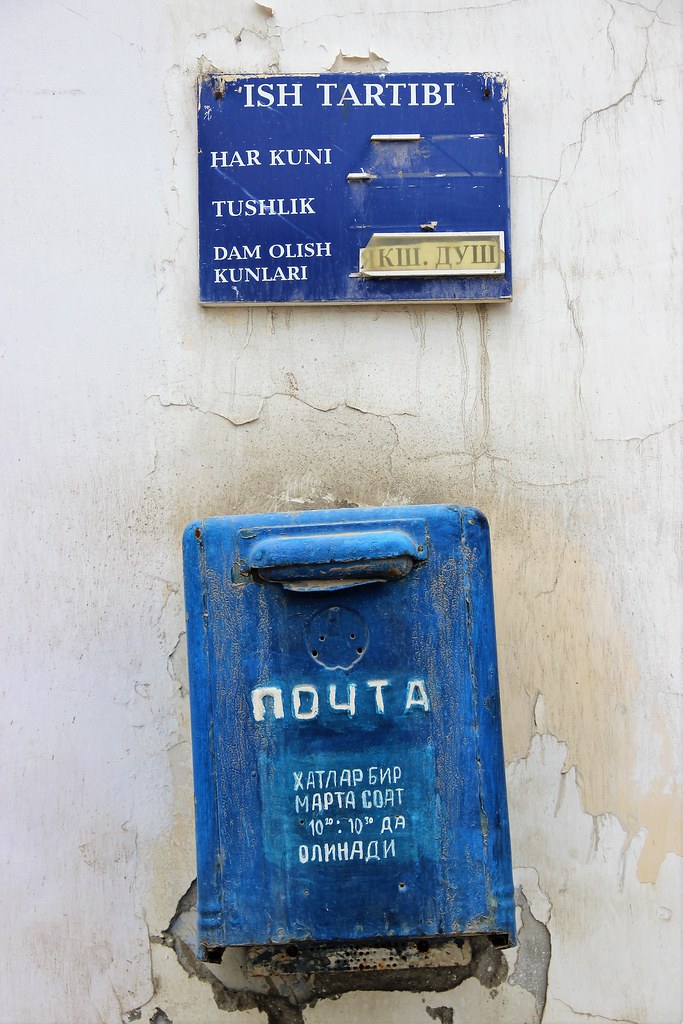 ISH TARTIBI
HAR KUNI
TUSHLIK
DAM OLISH
KUNLARI
ЯКШ. ДУШ
ПОЧТА
ХАТЛАР БИР
МАРТА СОАТ
10²⁰: 10³⁰ ДА
ОЛИНАДИ